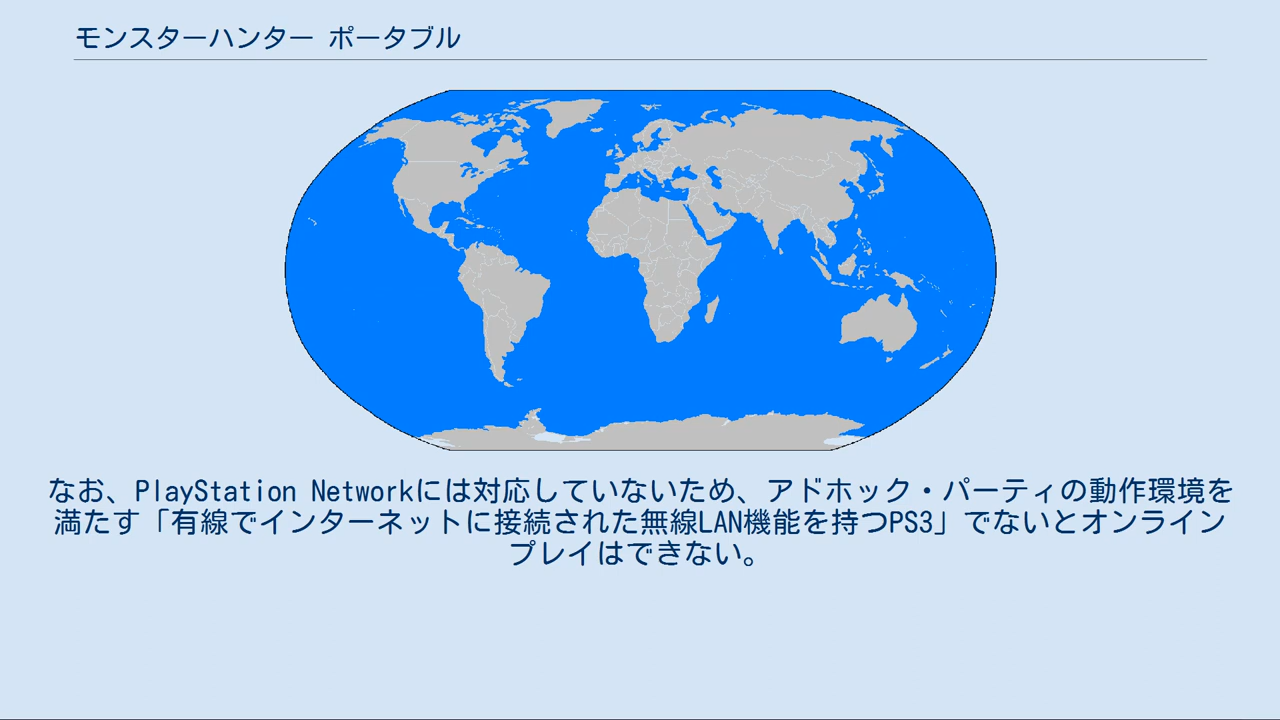 モンスターハンター ポータブル
なお、PlayStation Networkには対応していないため、アドホック・パーティの動作環境を
満たす「有線でインターネットに接続された無線LAN機能を持つPS3」でないとオンライン
プレイはできない。